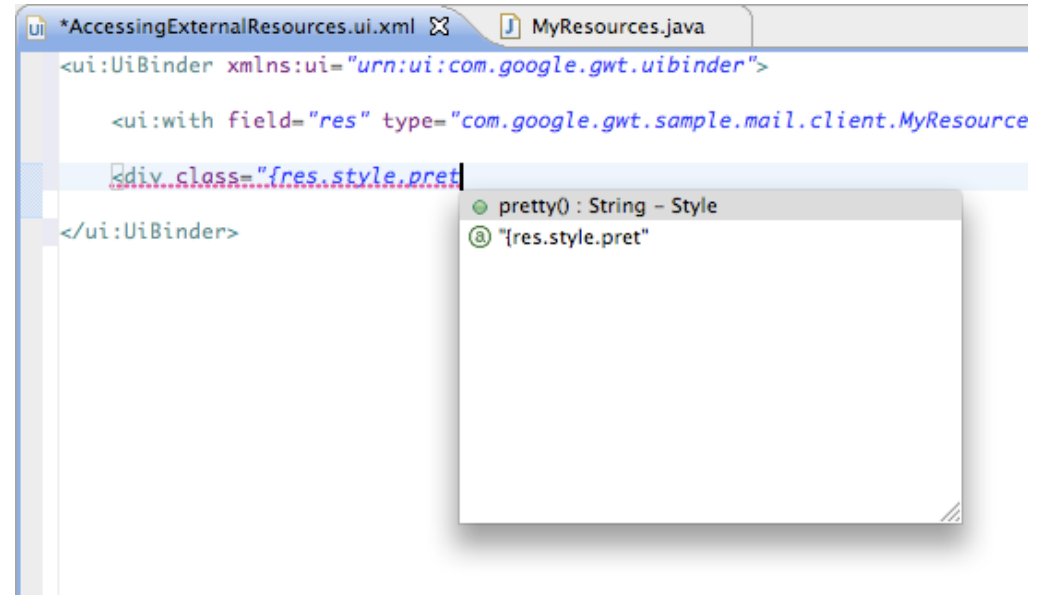 UI *AccessingExternalResources.ui.xml J MyResources.java
<ui:UiBinder xmlns:ui="urn:ui:com.google.gwt.uibinder">
<ui:with field="res" type="com.google.gwt.sample.mail.client.MyResource
<div class="{res.style.pret
pretty() : String – Style
</ui:UiBinder>
a "{res.style.pret"